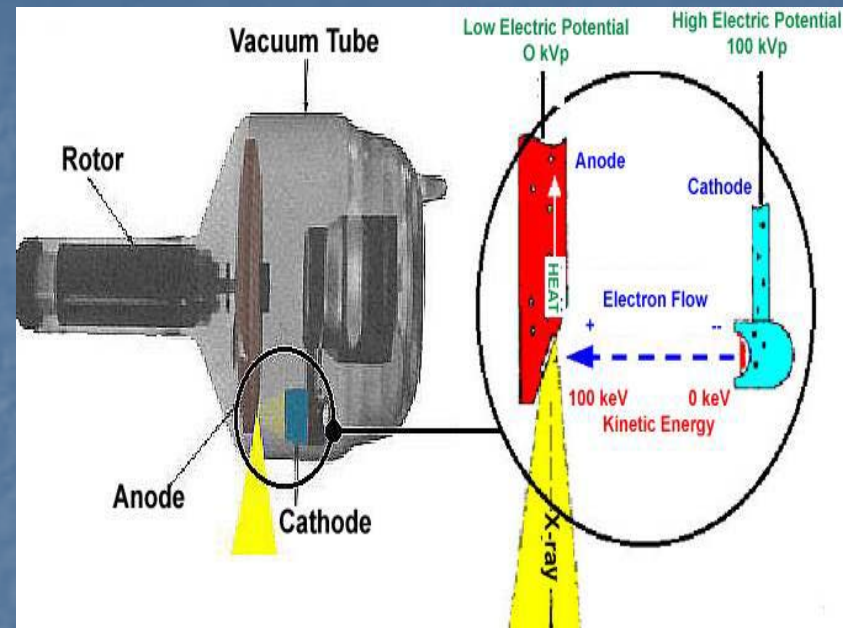 Vacuum Tube
Rotor
Anode
Cathode
Low Electric Potential
O kVp
High Electric Potential
100 kVp
Anode
Cathode
HEAT
Electron Flow
+ --
100 keV 0 keV
Kinetic Energy
X-ray